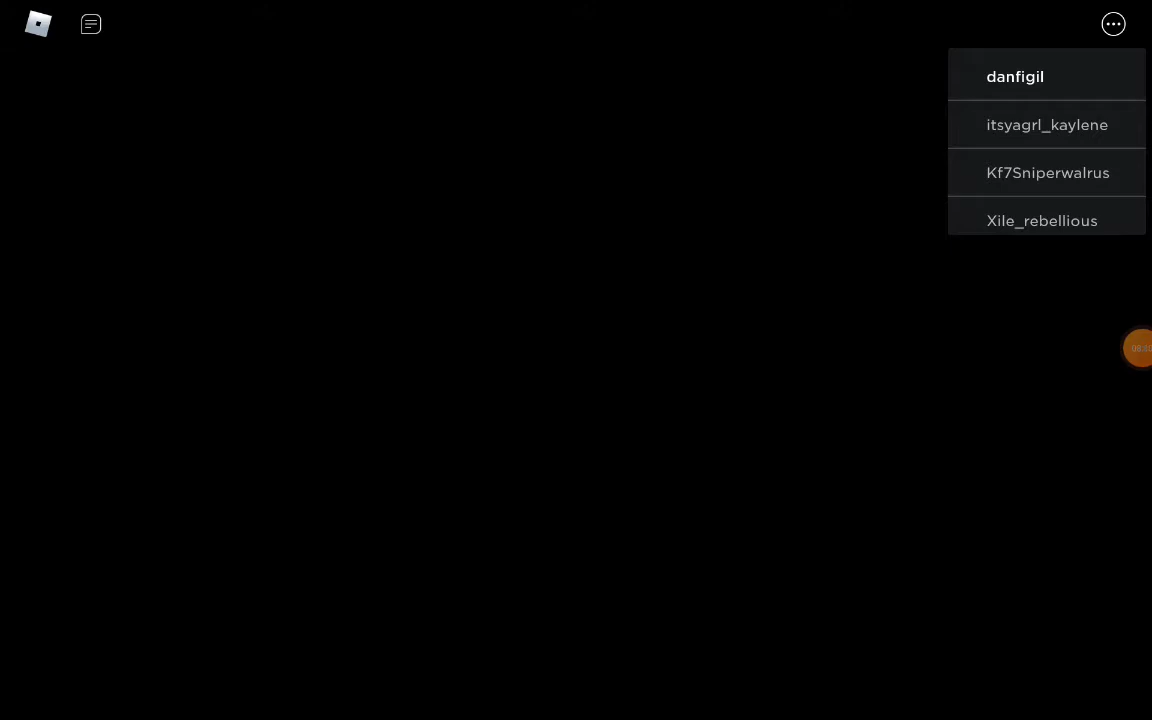 danfigil
itsyagrl_kaylene
Kf7Sniperwalrus
Xile_rebellious